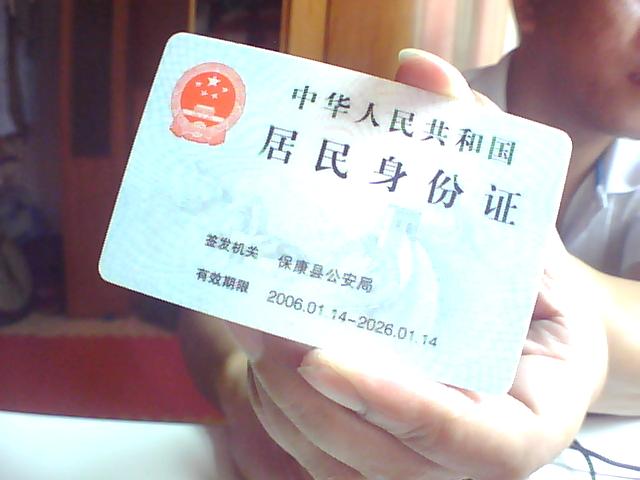 中华人民共和国
居民身份证
签发机关 保康县公安局
有效期限 2006.01.14-2026.01.14